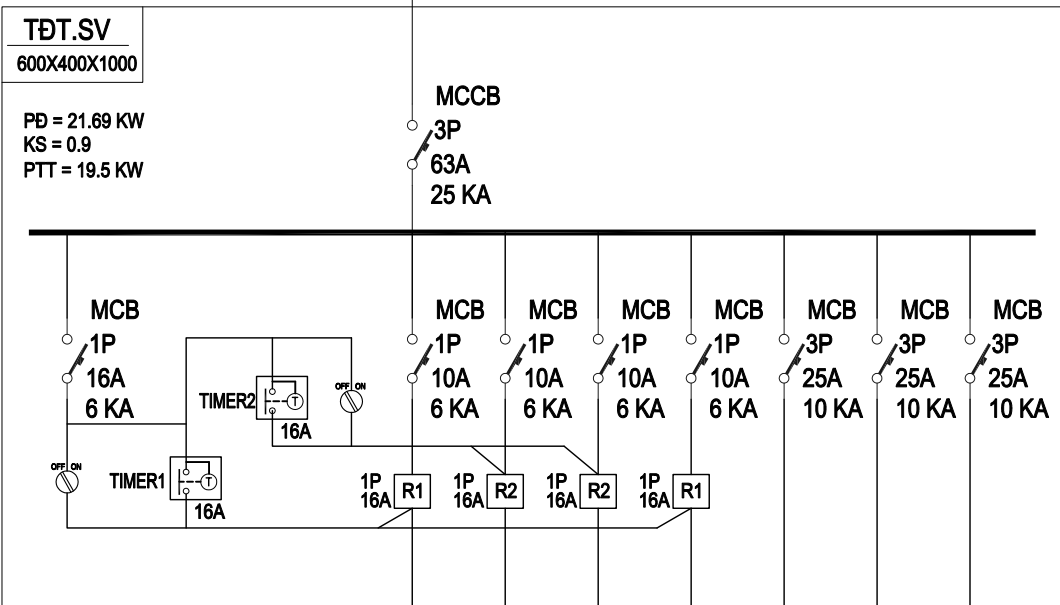 TĐT.SV
600X400X1000
PĐ = 21.69 KW
KS = 0.9
PTT = 19.5 KW
MCCB
3P
63A
25 KA
MCB
1P
16A
6 KA
MCB
1P
10A
6 KA
MCB
1P
10A
6 KA
MCB
1P
10A
6 KA
MCB
1P
10A
6 KA
MCB
3P
25A
10 KA
MCB
3P
25A
10 KA
MCB
3P
25A
10 KA
TIMER2
T
16A
OFF ON
OFF ON
TIMER1
T
16A
1P
16A
R1
1P
16A
R2
1P
16A
R2
1P
16A
R1